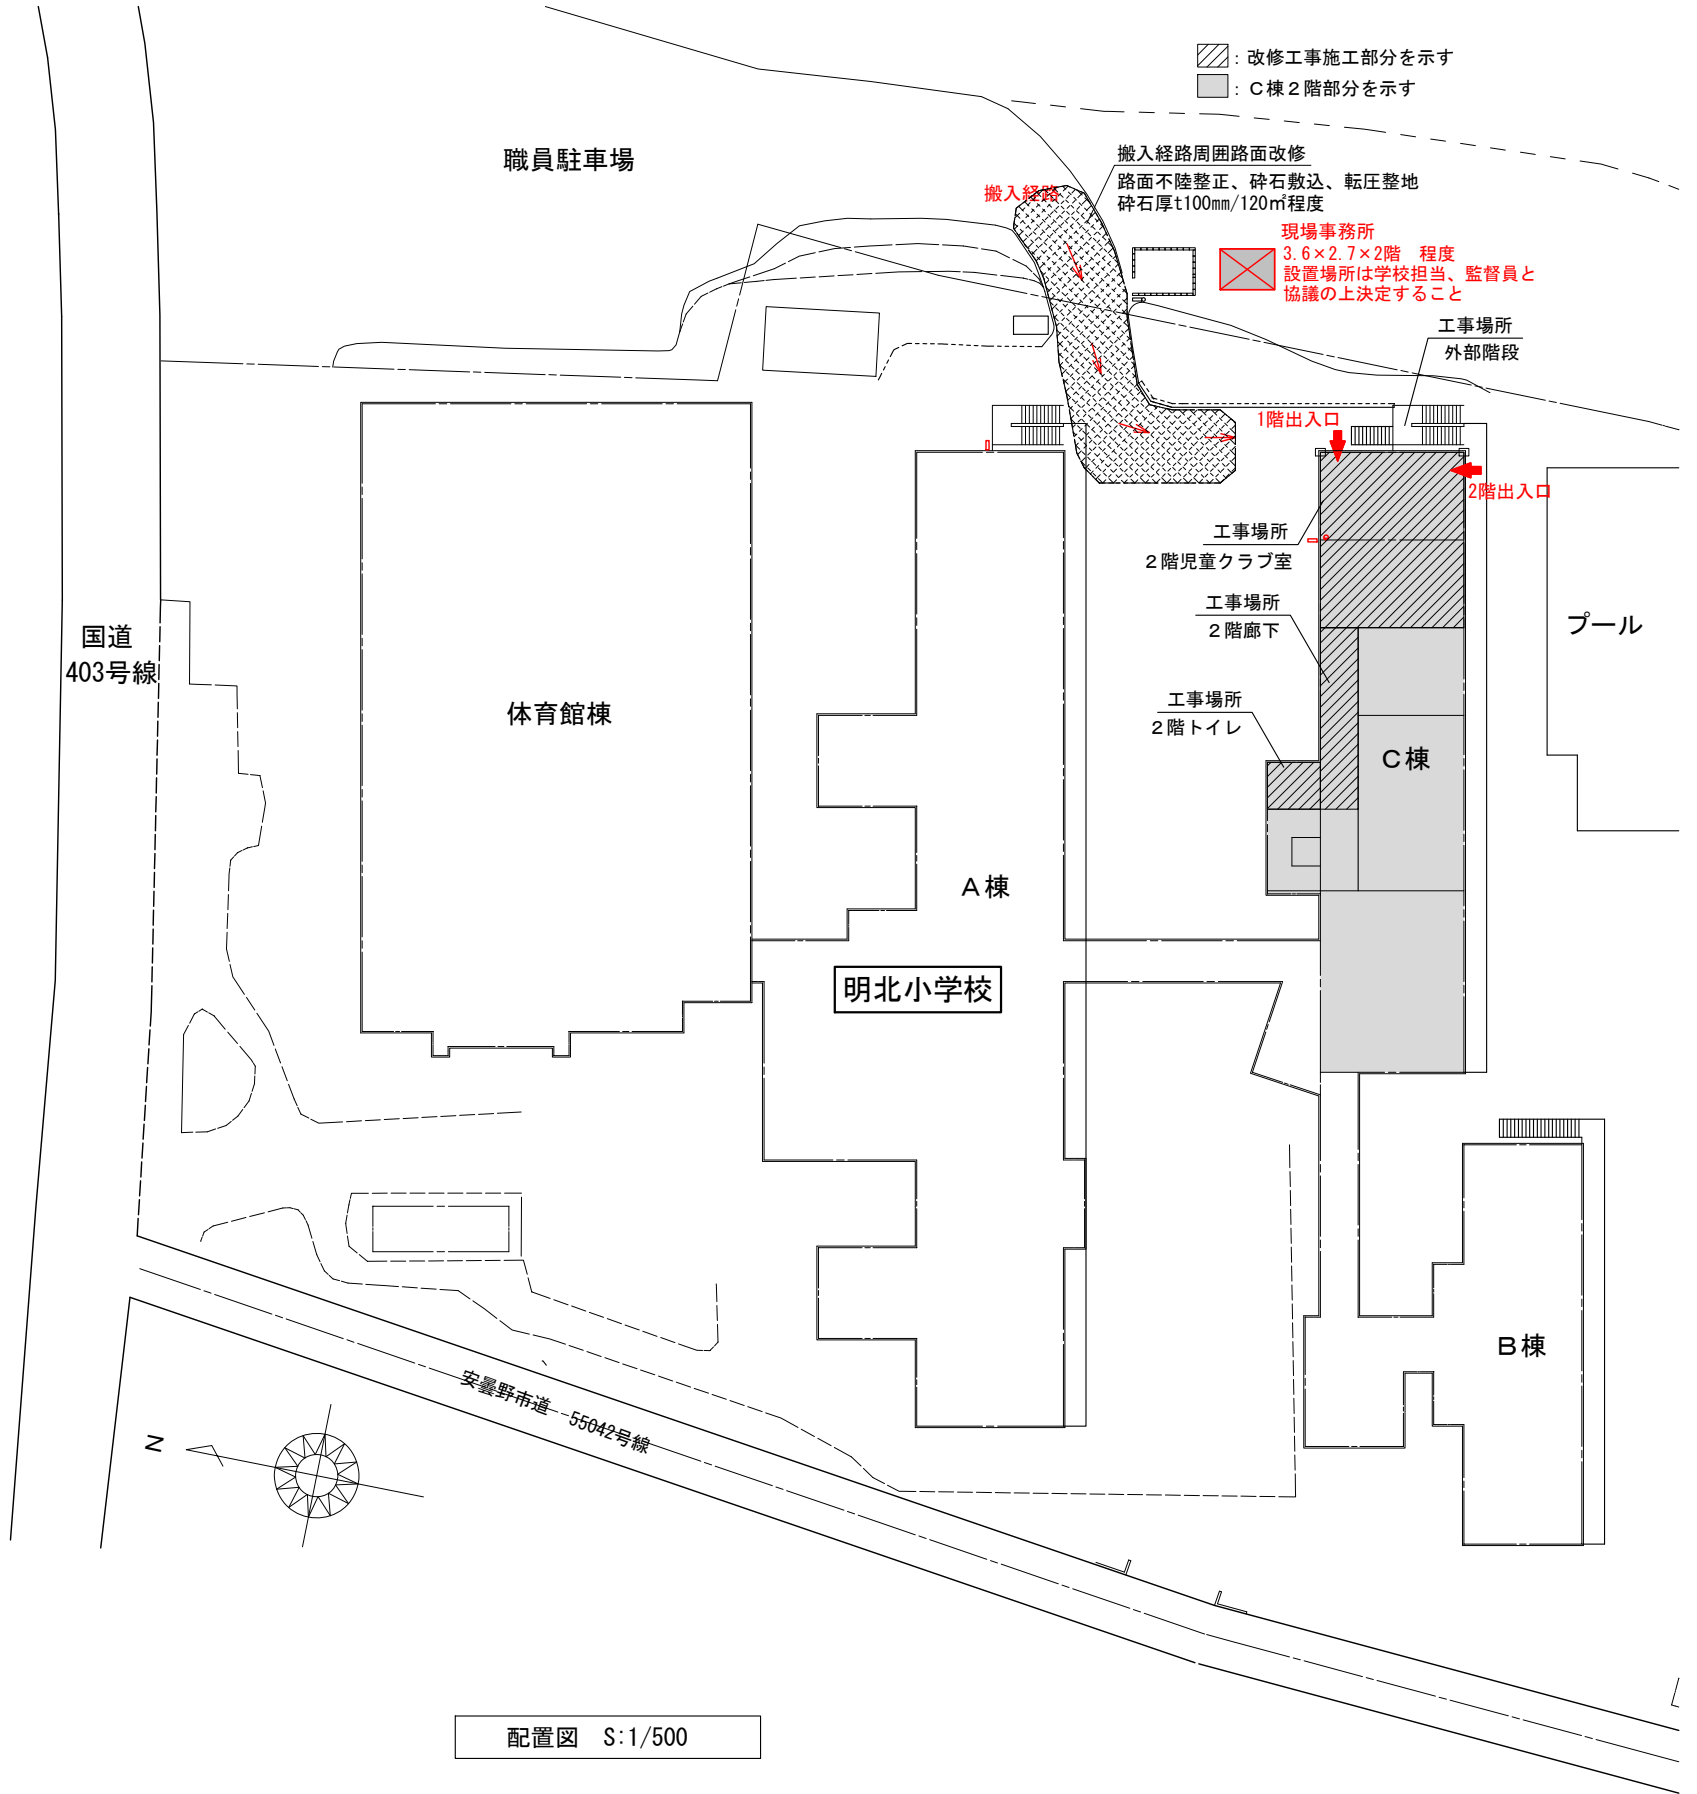 ：改修工事施工部分を示す
：Ｃ棟２階部分を示す
職員駐車場
搬入経路周囲路面改修
路面不陸整正、砕石敷込、転圧整地
砕石厚t100mm/120㎡程度
搬入経路
現場事務所
3.6×2.7×2階　程度
設置場所は学校担当、監督員と
協議の上決定すること
工事場所
外部階段
1階出入口
2階出入口
工事場所
２階児童クラブ室
工事場所
２階廊下
工事場所
２階トイレ
プール
国道
403号線
体育館棟
Ｃ棟
Ａ棟
明北小学校
Ｂ棟
安曇野市道　55042号線
N
配置図　S:1/500